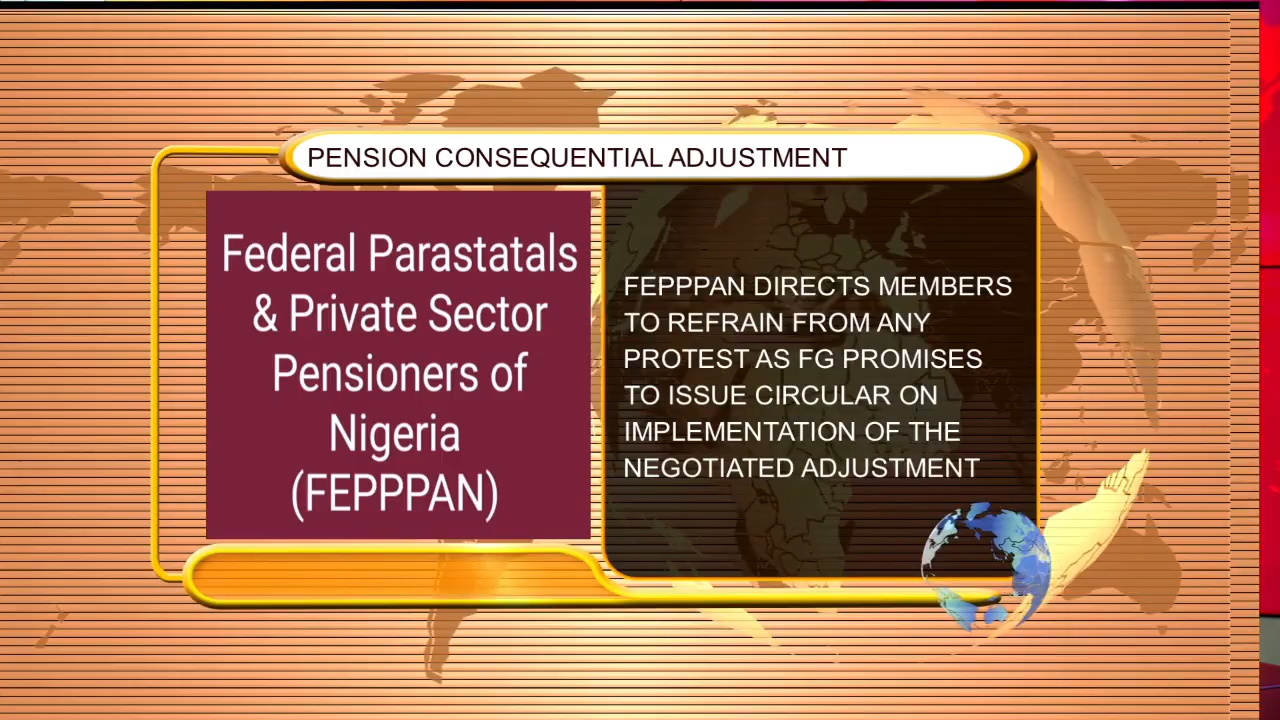 PENSION CONSEQUENTIAL ADJUSTMENT
Federal Parastatals
& Private Sector
Pensioners of
Nigeria
(FEPPPAN)
FEPPPAN DIRECTS MEMBERS
TO REFRAIN FROM ANY
PROTEST AS FG PROMISES
TO ISSUE CIRCULAR ON
IMPLEMENTATION OF THE
NEGOTIATED ADJUSTMENT